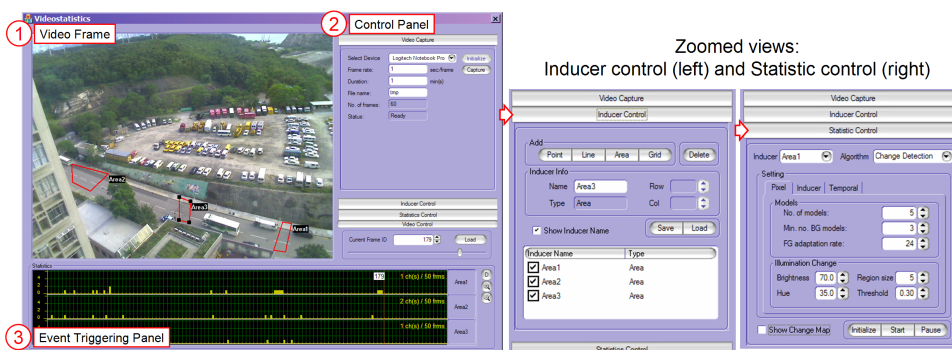 Videostatistics
1 Video Frame
2 Control Panel
Video Capture
Select Device Logitech Notebook Pro Initialize
Frame rate: 1 sec/frame Capture
Duration: 1 min(s)
File name: tmp
No. of frames: 60
Status: Ready
Area2
Area3
Area1
Inducer Control
Statistics Control
Video Control
Current Frame ID 179 Load
Statistics
4
2
0
179
1 ch(s) / 50 frms
Area1
D
4
2
0
2 ch(s) / 50 frms
Area2
4
1 ch(s) / 50 frms
Area3
3 Event Triggering Panel
Zoomed views:
Inducer control (left) and Statistic control (right)
Video Capture
Inducer Control
Add
Point Line Area Grid Delete
Inducer Info
Name Area3 Row
Type Area Col
Show Inducer Name Save Load
Inducer Name Type
Area1 Area
Area2 Area
Area3 Area
Statistics Control
Video Capture
Inducer Control
Statistic Control
Inducer Area1 Algorithm Change Detection
Setting
Pixel Inducer Temporal
Models
No. of models: 5
Min. no. BG models: 3
FG adaptation rate: 24
Illumination Change
Brightness 70.0 Region size 5
Hue 35.0 Threshold 0.30
Show Change Map Initialize Start Pause